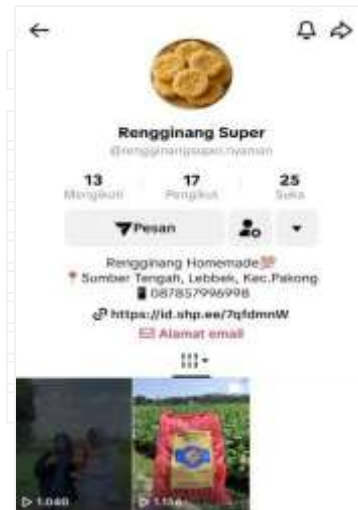 Rengginang Super
@rengginangsuper.nyaman
13 17 25
Mengikuti Pengikut Suka
Pesan
Rengginang Homemade💯
📍Sumber Tengah, Lebbek, Kec.Pakong
📱087857996998
https://id.shp.ee/7qfdmnW
Alamat email
1.040 1.156